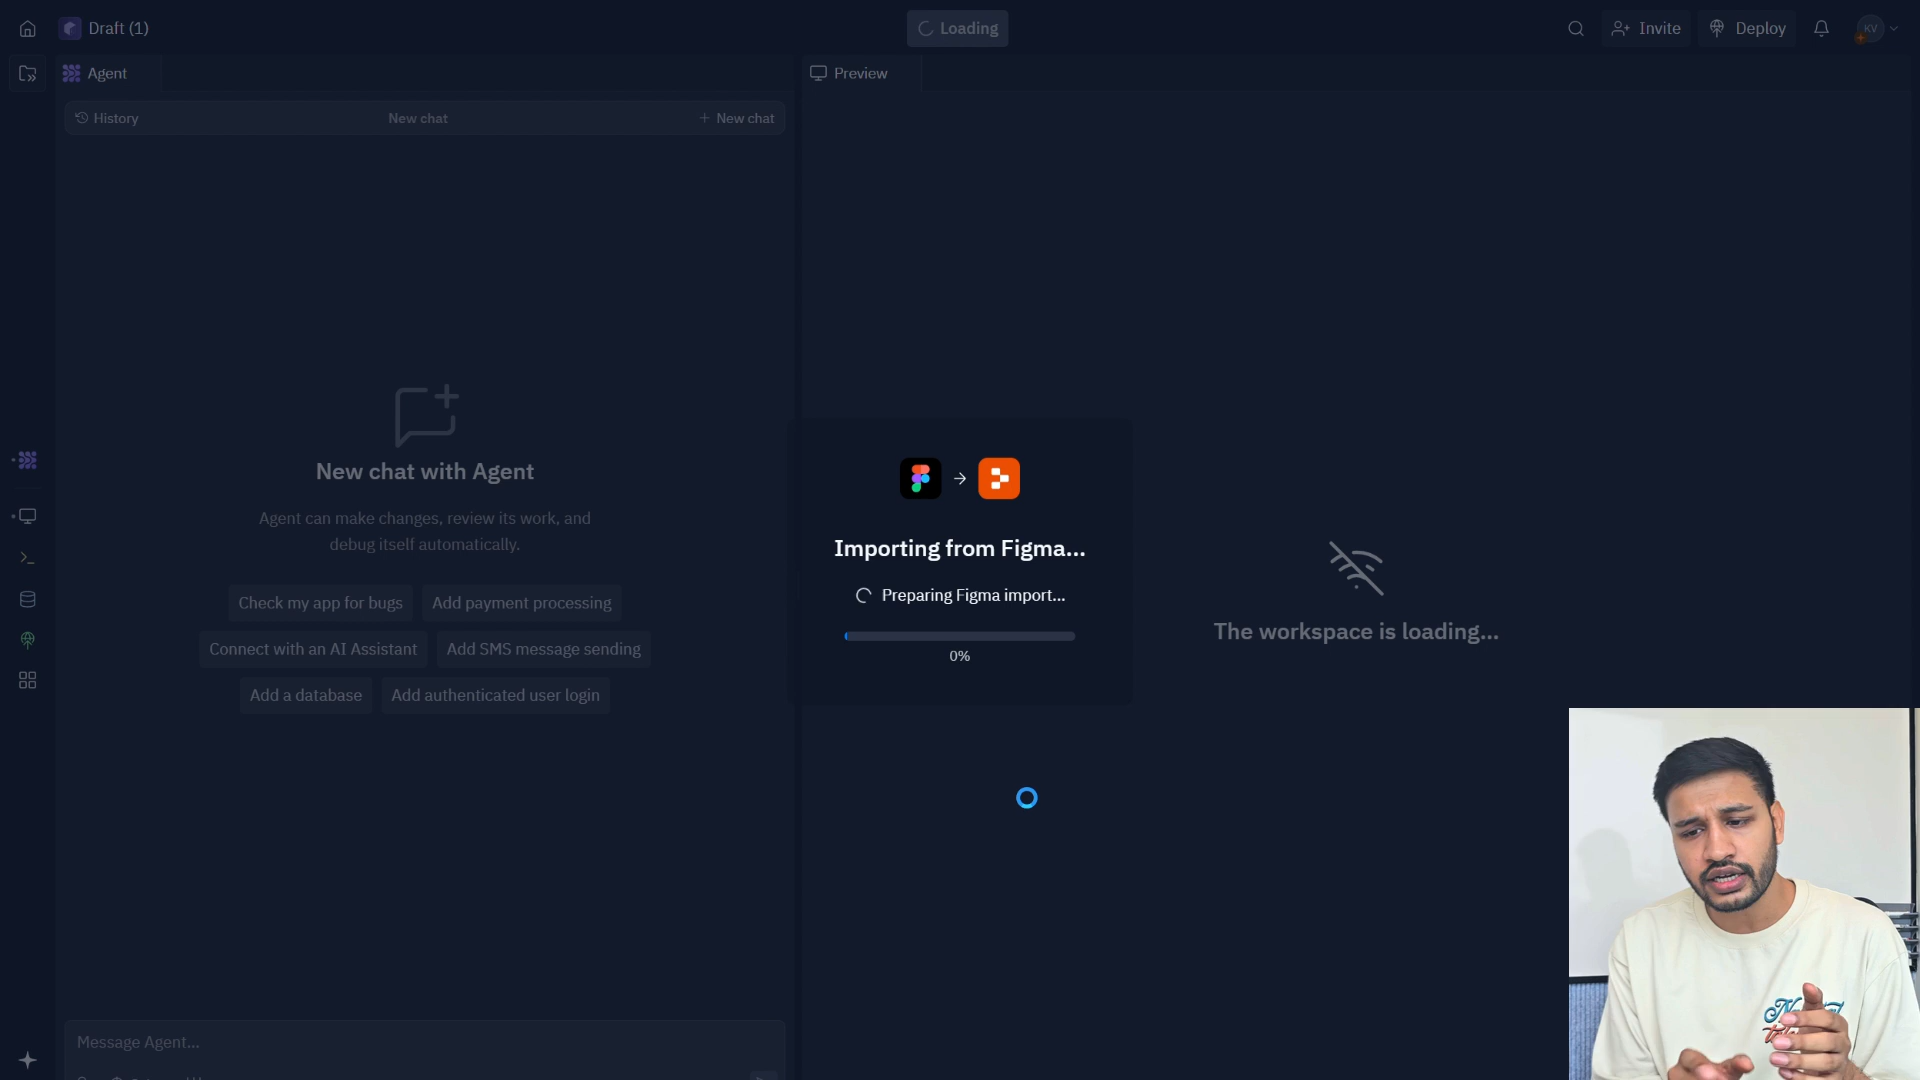 Draft (1)
Loading
Invite
Deploy
KV
Agent
Preview
History
New chat
New chat
New chat with Agent
Agent can make changes, review its work, and
debug itself automatically.
Check my app for bugs
Add payment processing
Connect with an AI Assistant
Add SMS message sending
Add a database
Add authenticated user login
Importing from Figma...
Preparing Figma import...
0%
The workspace is loading...
Message Agent...